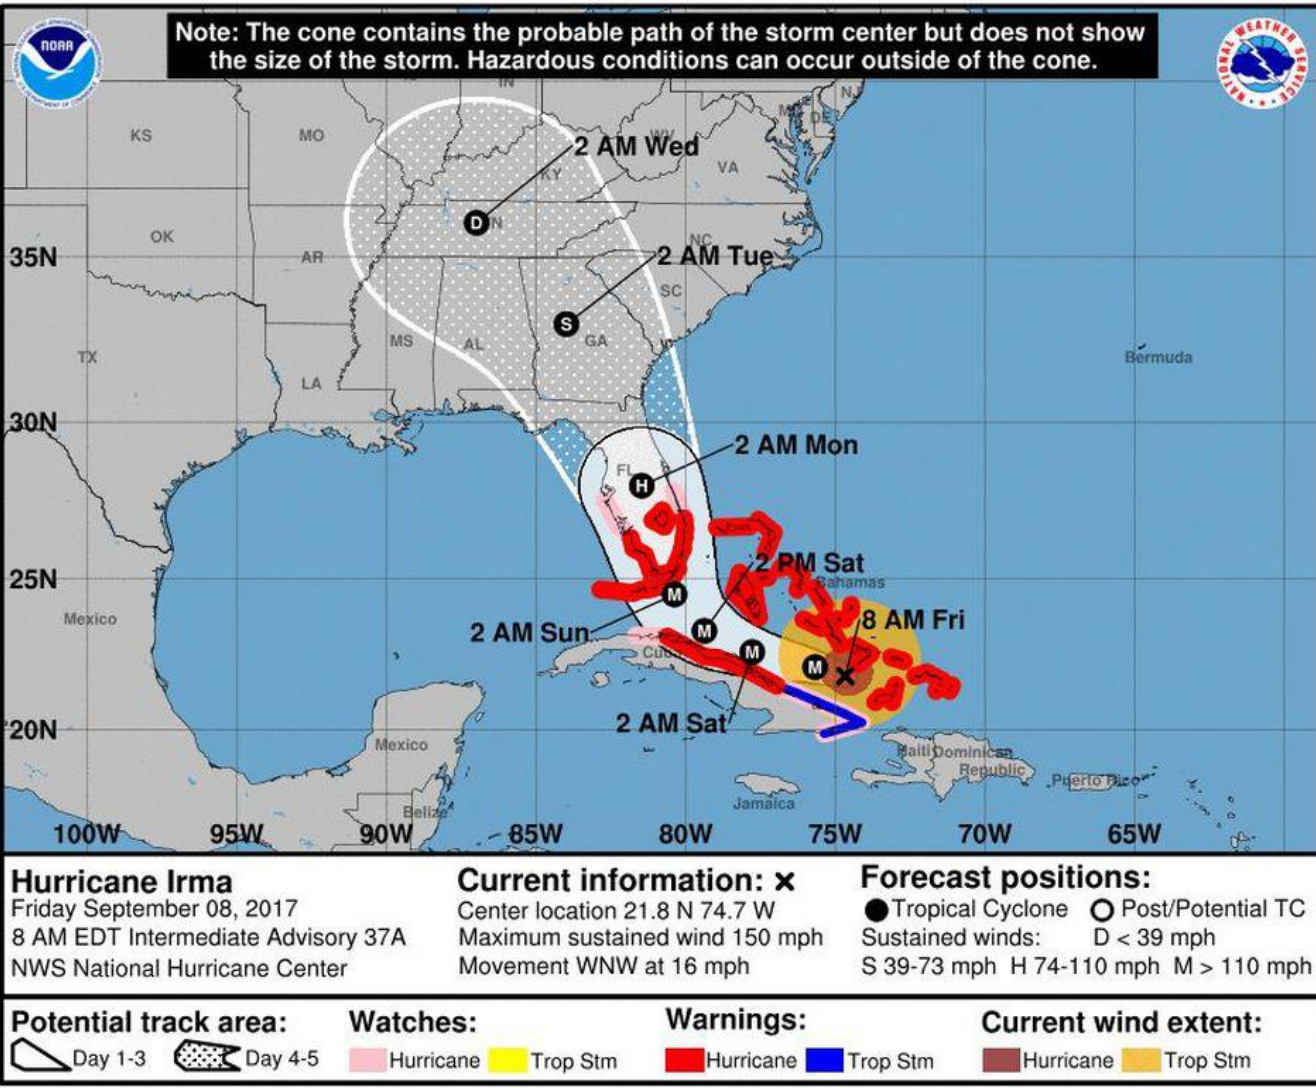 Note: The cone contains the probable path of the storm center but does not show
the size of the storm. Hazardous conditions can occur outside of the cone.
NOAA
NATIONAL WEATHER SERVICE
IN
NJ
DE
KS
MO
WV
2 AM Wed
KY
VA
D
OK
35N
AR
NC
2 AM Tue
SC
S
TX
MS
AL
GA
Bermuda
LA
30N
2 AM Mon
FL
H
2 PM Sat
25N
Bahamas
M
Mexico
8 AM Fri
2 AM Sun
M
Cuba
M
M
2 AM Sat
20N
Mexico
Haiti
Dominican
Republic
Puerto Rico
Jamaica
Belize
100W 95W 90W 85W 80W 75W 70W 65W
Hurricane Irma
Friday September 08, 2017
8 AM EDT Intermediate Advisory 37A
NWS National Hurricane Center
Current information: x
Center location 21.8 N 74.7 W
Maximum sustained wind 150 mph
Movement WNW at 16 mph
Forecast positions:
Tropical Cyclone Post/Potential TC
Sustained winds: D < 39 mph
S 39-73 mph H 74-110 mph M > 110 mph
Potential track area:
Day 1-3 Day 4-5
Watches:
Hurricane Trop Stm
Warnings:
Hurricane Trop Stm
Current wind extent:
Hurricane Trop Stm